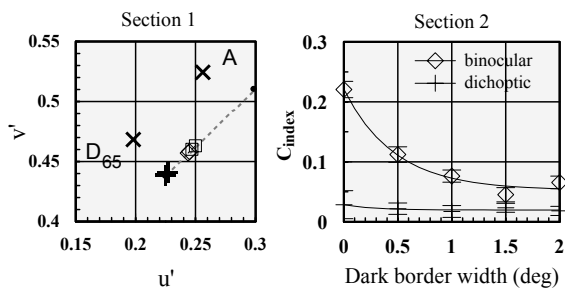 Section 1
0.55
0.5
0.45
0.4
v'
A
D65
0.15
0.2
0.25
0.3
u'
Section 2
0.3
0.2
0.1
0
Cindex
binocular
dichoptic
0
0.5
1
1.5
2
Dark border width (deg)